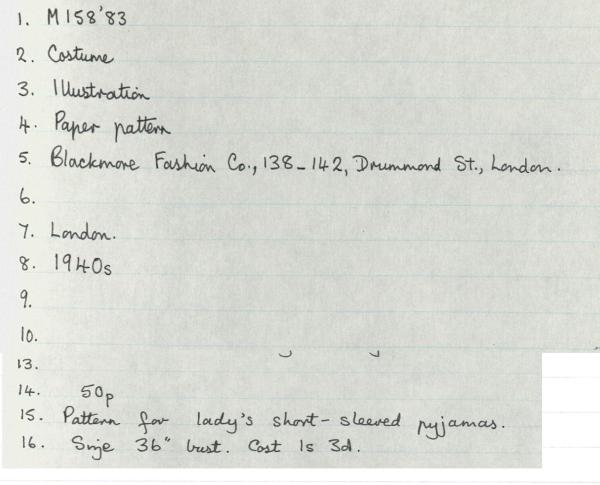 1. M158'83
2. Costume
3. Illustration
4. Paper pattern
5. Blackmore Fashion Co., 138-142, Drummond St., London.
6.
7. London.
8. 1940s
9.
10.
13.
14. 50p
15. Pattern for lady's short-sleeved pyjamas.
16. Size 36" bust. Cost 1s 3d.